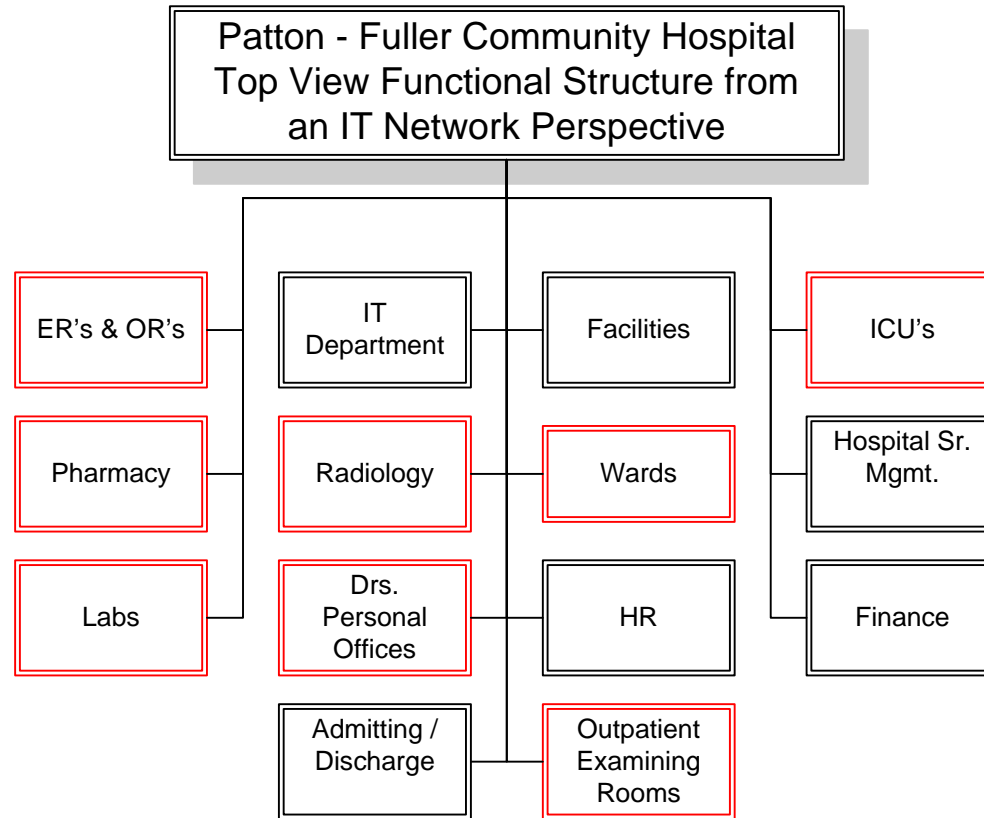 Patton - Fuller Community Hospital
Top View Functional Structure from
an IT Network Perspective
ER's & OR's
IT
Department
Facilities
ICU's
Pharmacy
Radiology
Wards
Hospital Sr.
Mgmt.
Labs
Drs.
Personal
Offices
HR
Finance
Admitting /
Discharge
Outpatient
Examining
Rooms